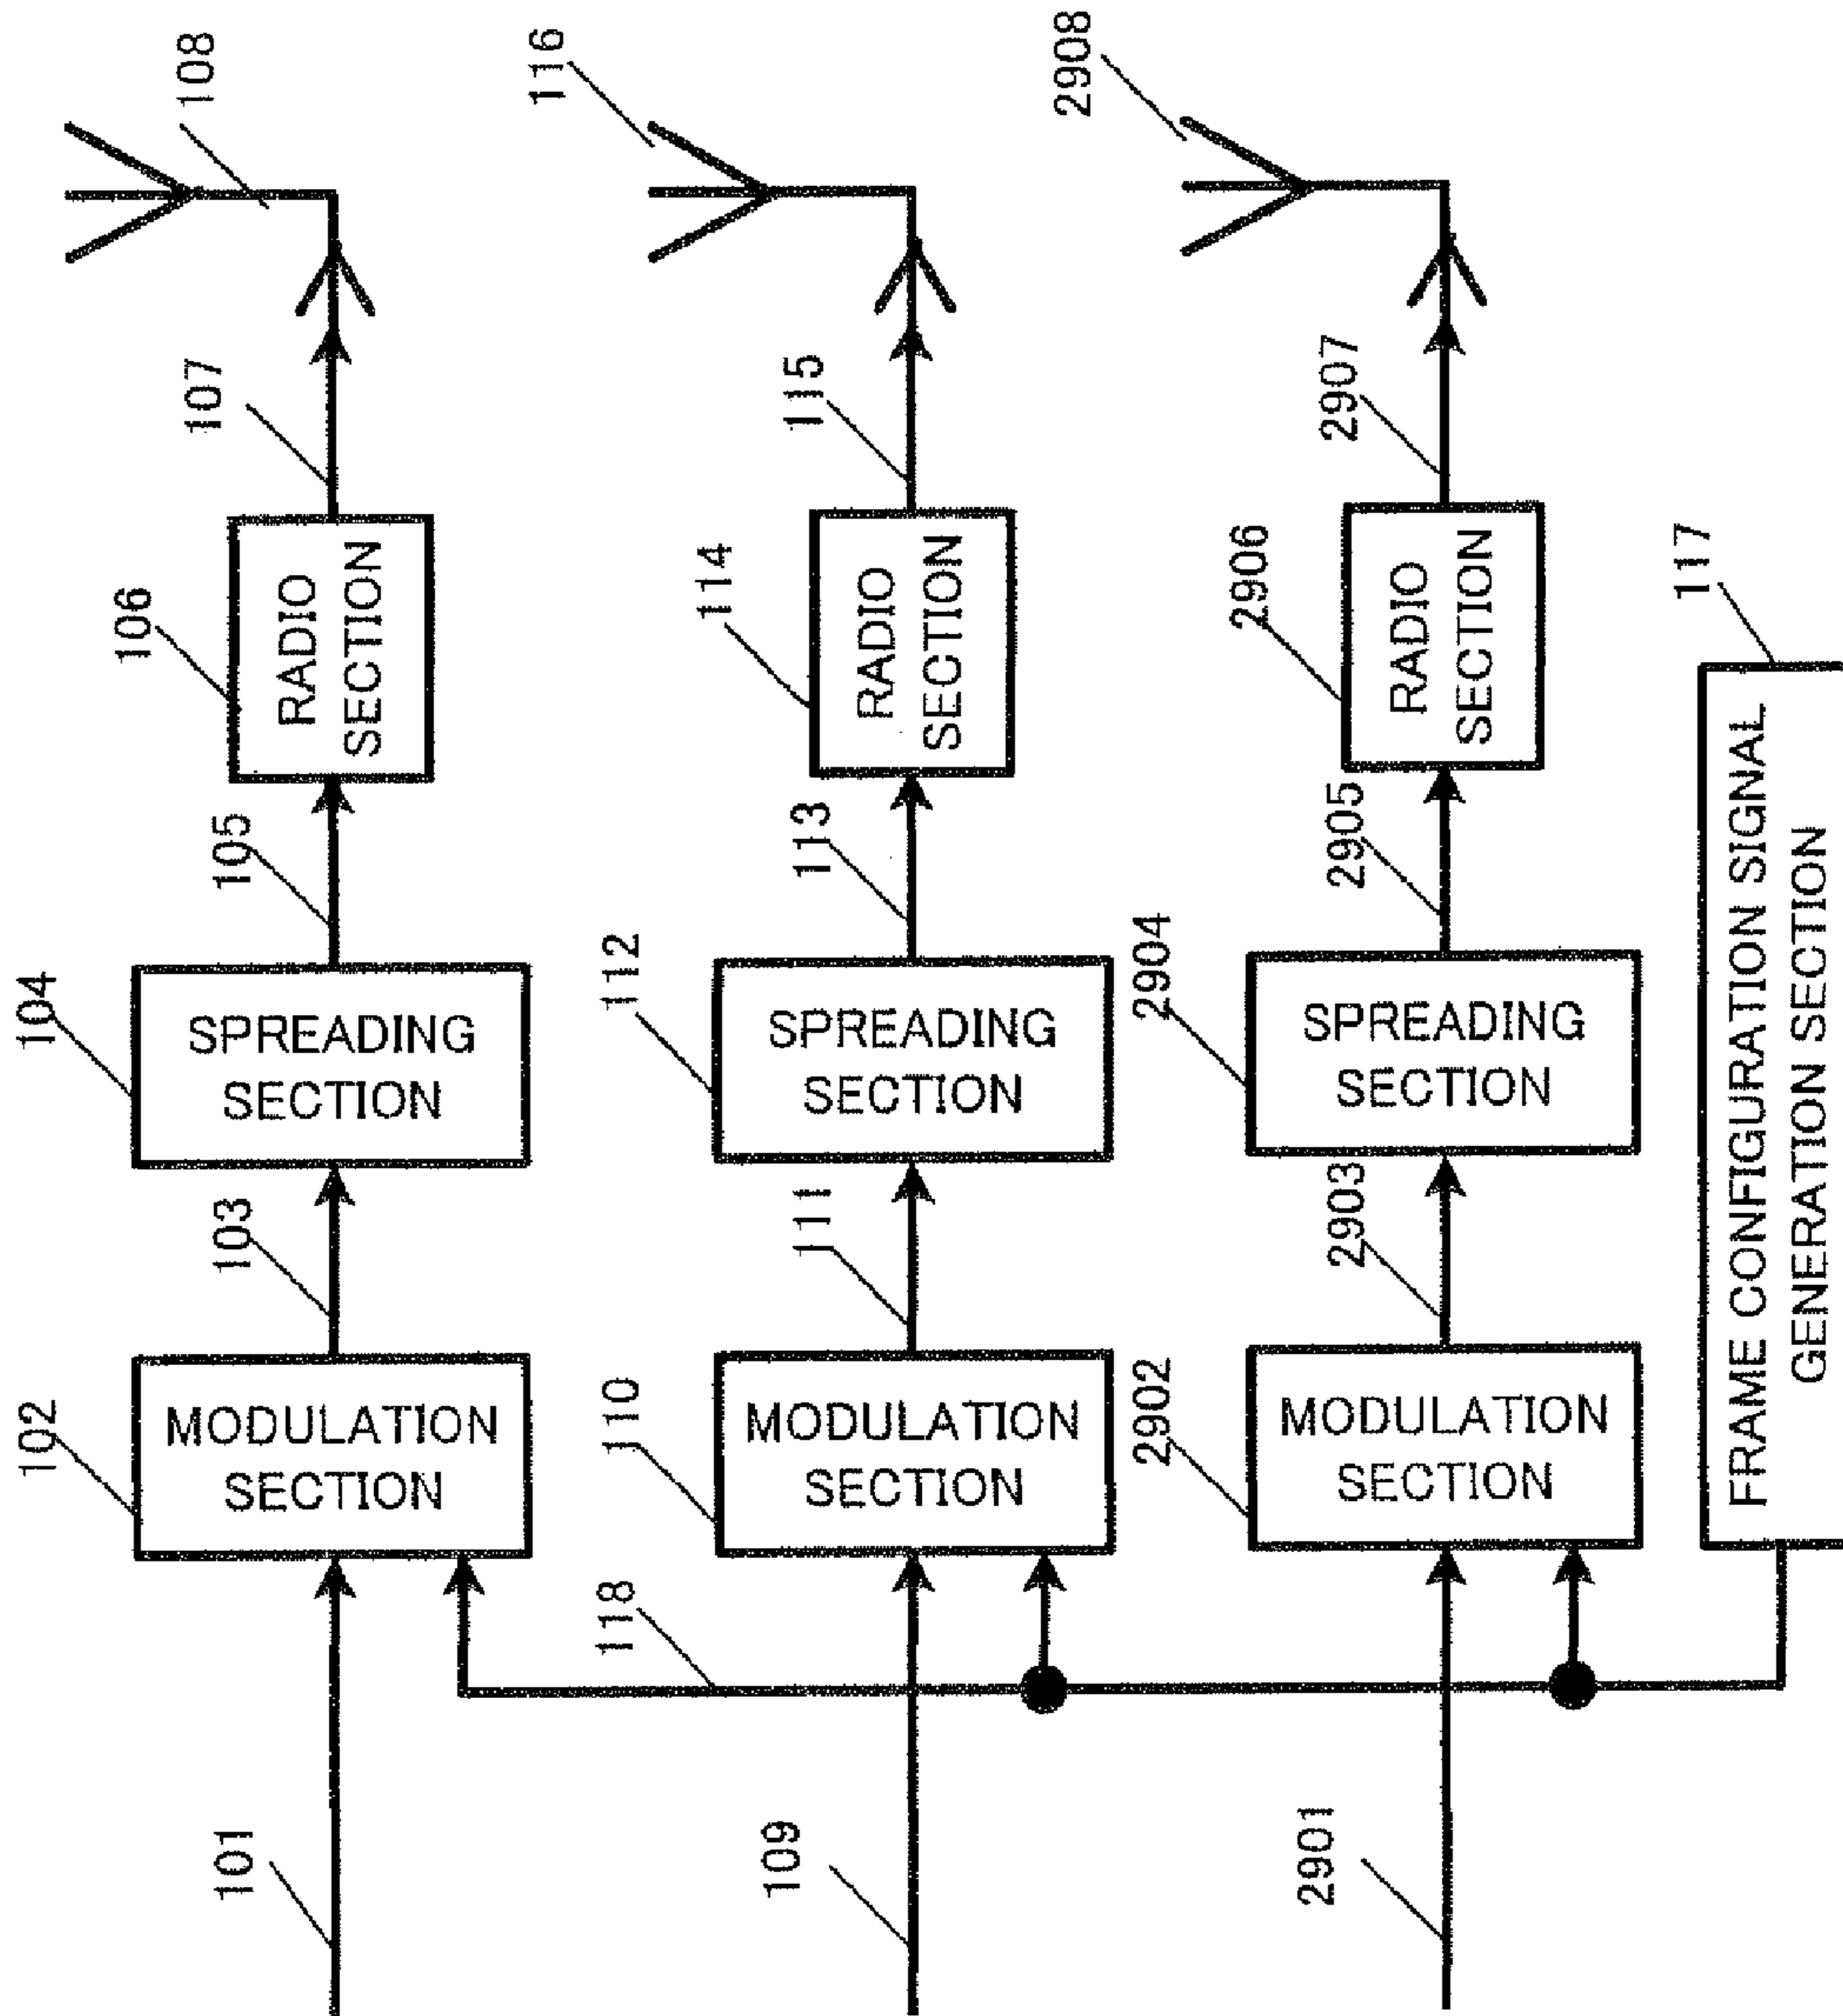 101
102
MODULATION
SECTION
103
104
SPREADING
SECTION
105
106
RADIO
SECTION
107
108
109
118
110
MODULATION
SECTION
111
112
SPREADING
SECTION
113
114
RADIO
SECTION
115
116
2901
2902
MODULATION
SECTION
2903
2904
SPREADING
SECTION
2905
2906
RADIO
SECTION
2907
2908
FRAME CONFIGURATION SIGNAL
GENERATION SECTION
117